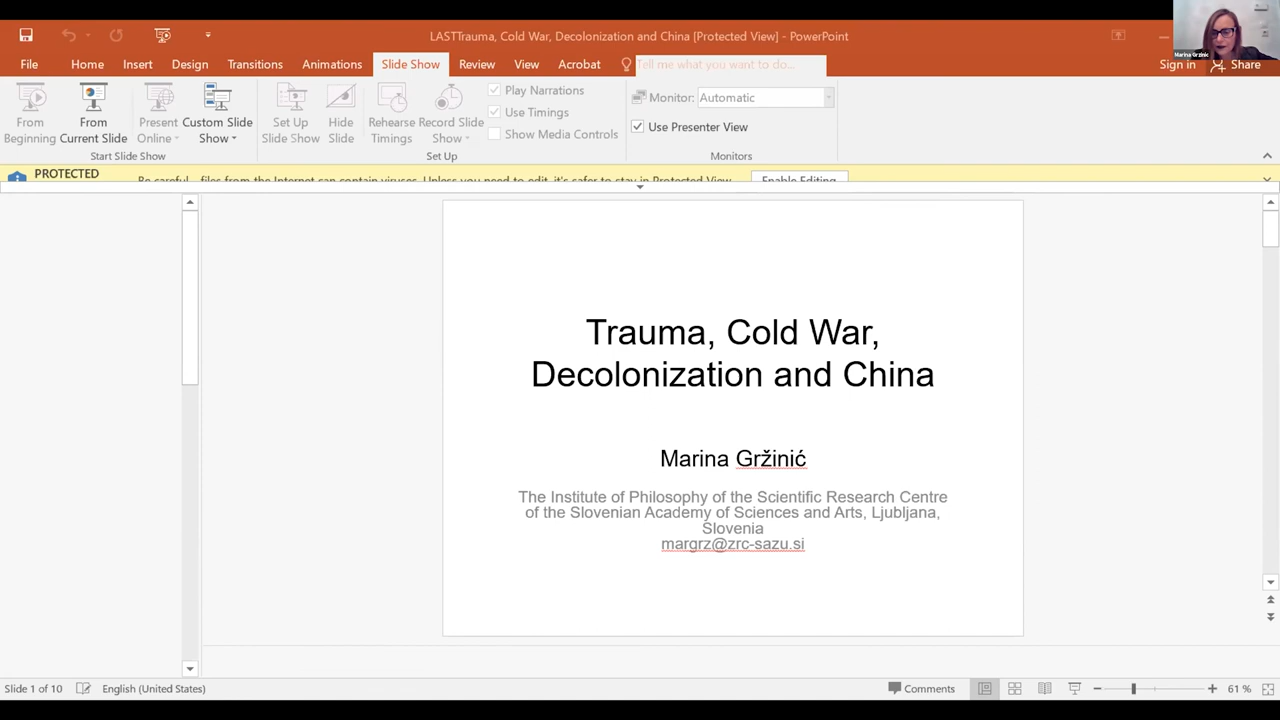 LASTTrauma, Cold War, Decolonization and China [Protected View] - PowerPoint
Marina Gržinić
File Home Insert Design Transitions Animations Slide Show Review View Acrobat Tell me what you want to do... Sign in Share
From Beginning
From Current Slide
Present Online
Custom Slide Show
Start Slide Show
Set Up Slide Show
Hide Slide
Rehearse Timings
Record Slide Show
Play Narrations
Use Timings
Show Media Controls
Set Up
Monitor: Automatic
Use Presenter View
Monitors
PROTECTED
Be careful—files from the Internet can contain viruses. Unless you need to edit, it's safer to stay in Protected View.
Enable Editing
Trauma, Cold War,
Decolonization and China
Marina Gržinić
The Institute of Philosophy of the Scientific Research Centre
of the Slovenian Academy of Sciences and Arts, Ljubljana,
Slovenia
margrz@zrc-sazu.si
Slide 1 of 10 English (United States) Comments 61 %